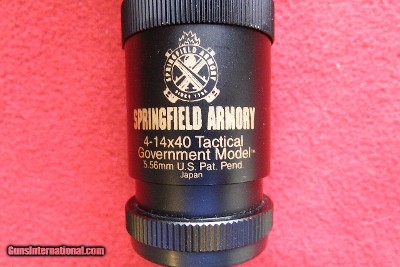 SPRINGFIELD ARMORY
SINCE 1794
SPRINGFIELD ARMORY
4-14x40 Tactical
Government Model™
5.56mm U.S. Pat. Pend.
Japan
GunsInternational.com